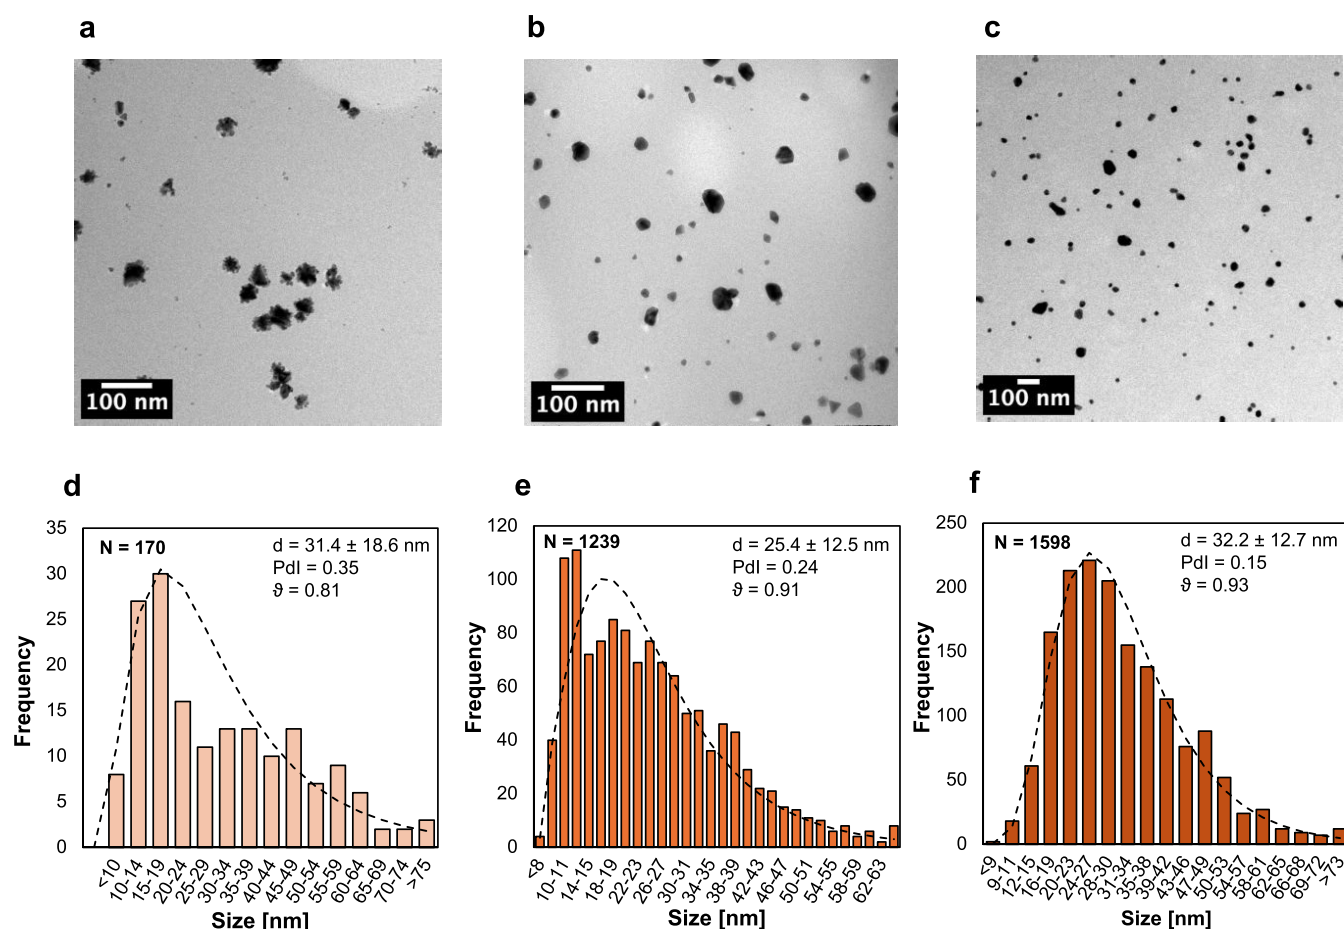 a
b
c
100 nm
100 nm
100 nm
d
e
f
35
30
25
20
15
10
5
0
Frequency
N = 170
d = 31.4 ± 18.6 nm
PdI = 0.35
ϑ = 0.81
<10
10-14
15-19
20-24
25-29
30-34
35-39
40-44
45-49
50-54
55-59
60-64
65-69
70-74
>75
Size [nm]
120
100
80
60
40
20
0
Frequency
N = 1239
d = 25.4 ± 12.5 nm
PdI = 0.24
ϑ = 0.91
<8
10-11
14-15
18-19
22-23
26-27
30-31
34-35
38-39
42-43
46-47
50-51
54-55
58-59
62-63
Size [nm]
250
200
150
100
50
0
Frequency
N = 1598
d = 32.2 ± 12.7 nm
PdI = 0.15
ϑ = 0.93
<9
9-11
12-15
16-19
20-23
24-27
28-30
31-34
35-38
39-42
43-46
47-49
50-53
54-57
58-61
62-65
66-68
69-72
>73
Size [nm]